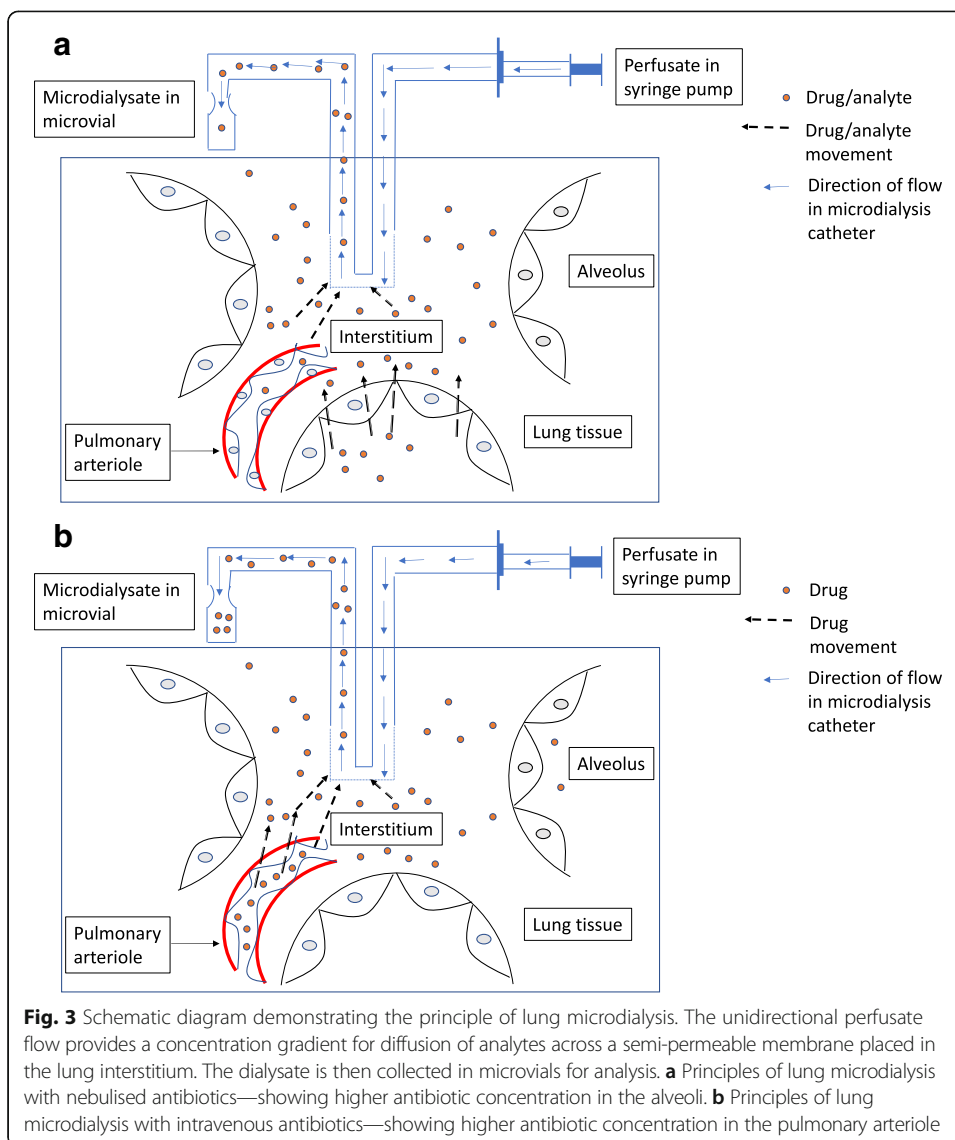 a
Microdialysate in
microvial
Perfusate in
syringe pump
Drug/analyte
Drug/analyte
movement
Direction of flow
in microdialysis
catheter
Alveolus
Interstitium
Pulmonary
arteriole
Lung tissue
b
Microdialysate in
microvial
Perfusate in
syringe pump
Drug
Drug
movement
Direction of flow
in microdialysis
catheter
Alveolus
Interstitium
Pulmonary
arteriole
Lung tissue
Fig. 3 Schematic diagram demonstrating the principle of lung microdialysis. The unidirectional perfusate
flow provides a concentration gradient for diffusion of analytes across a semi-permeable membrane placed in
the lung interstitium. The dialysate is then collected in microvials for analysis. a Principles of lung microdialysis
with nebulised antibiotics—showing higher antibiotic concentration in the alveoli. b Principles of lung
microdialysis with intravenous antibiotics—showing higher antibiotic concentration in the pulmonary arteriole